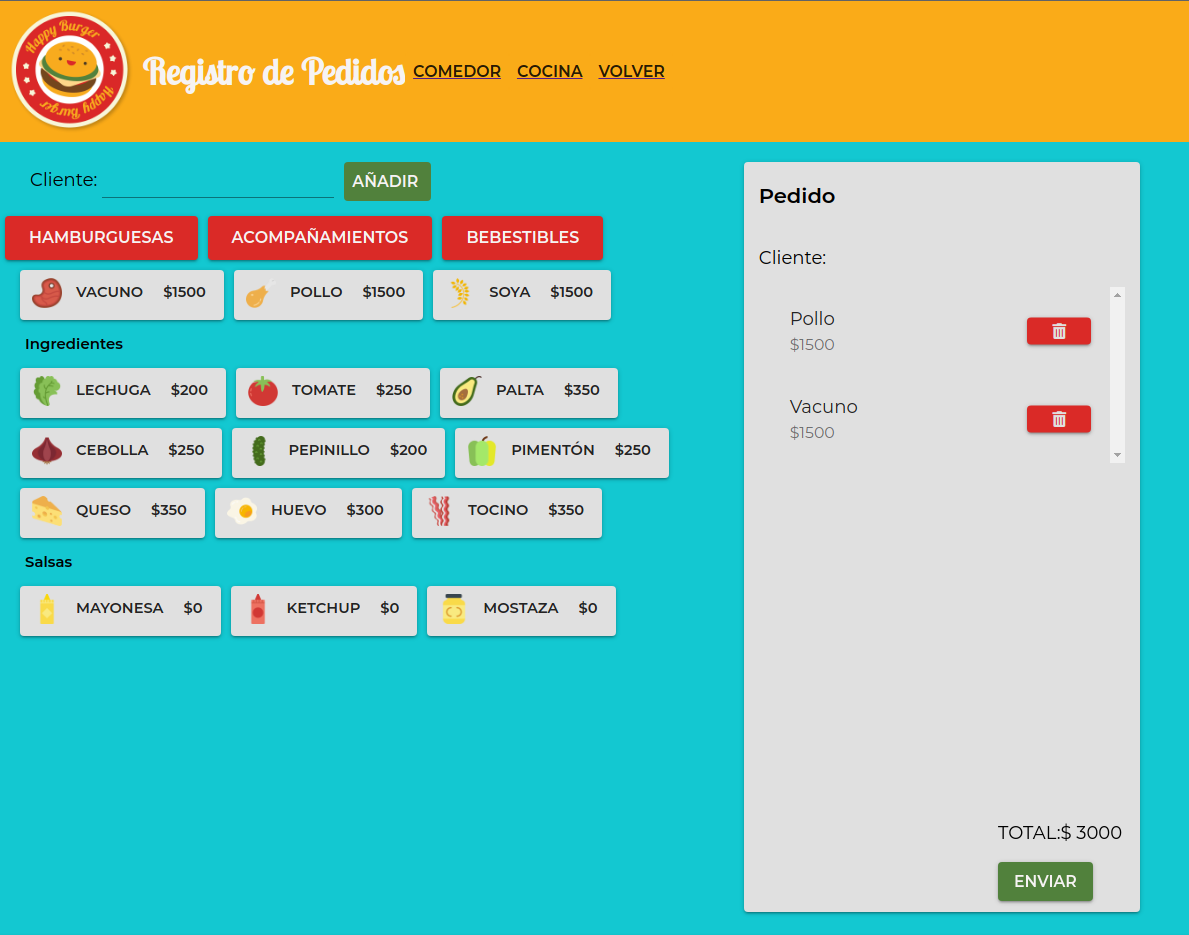 Happy Burger
Happy Burger
Registro de Pedidos COMEDOR COCINA VOLVER
Cliente: AÑADIR
HAMBURGUESAS ACOMPAÑAMIENTOS BEBESTIBLES
VACUNO $1500 POLLO $1500 SOYA $1500
Ingredientes
LECHUGA $200 TOMATE $250 PALTA $350
CEBOLLA $250 PEPINILLO $200 PIMENTÓN $250
QUESO $350 HUEVO $300 TOCINO $350
Salsas
MAYONESA $0 KETCHUP $0 MOSTAZA $0
Pedido
Cliente:
Pollo
$1500
Vacuno
$1500
TOTAL:$ 3000
ENVIAR